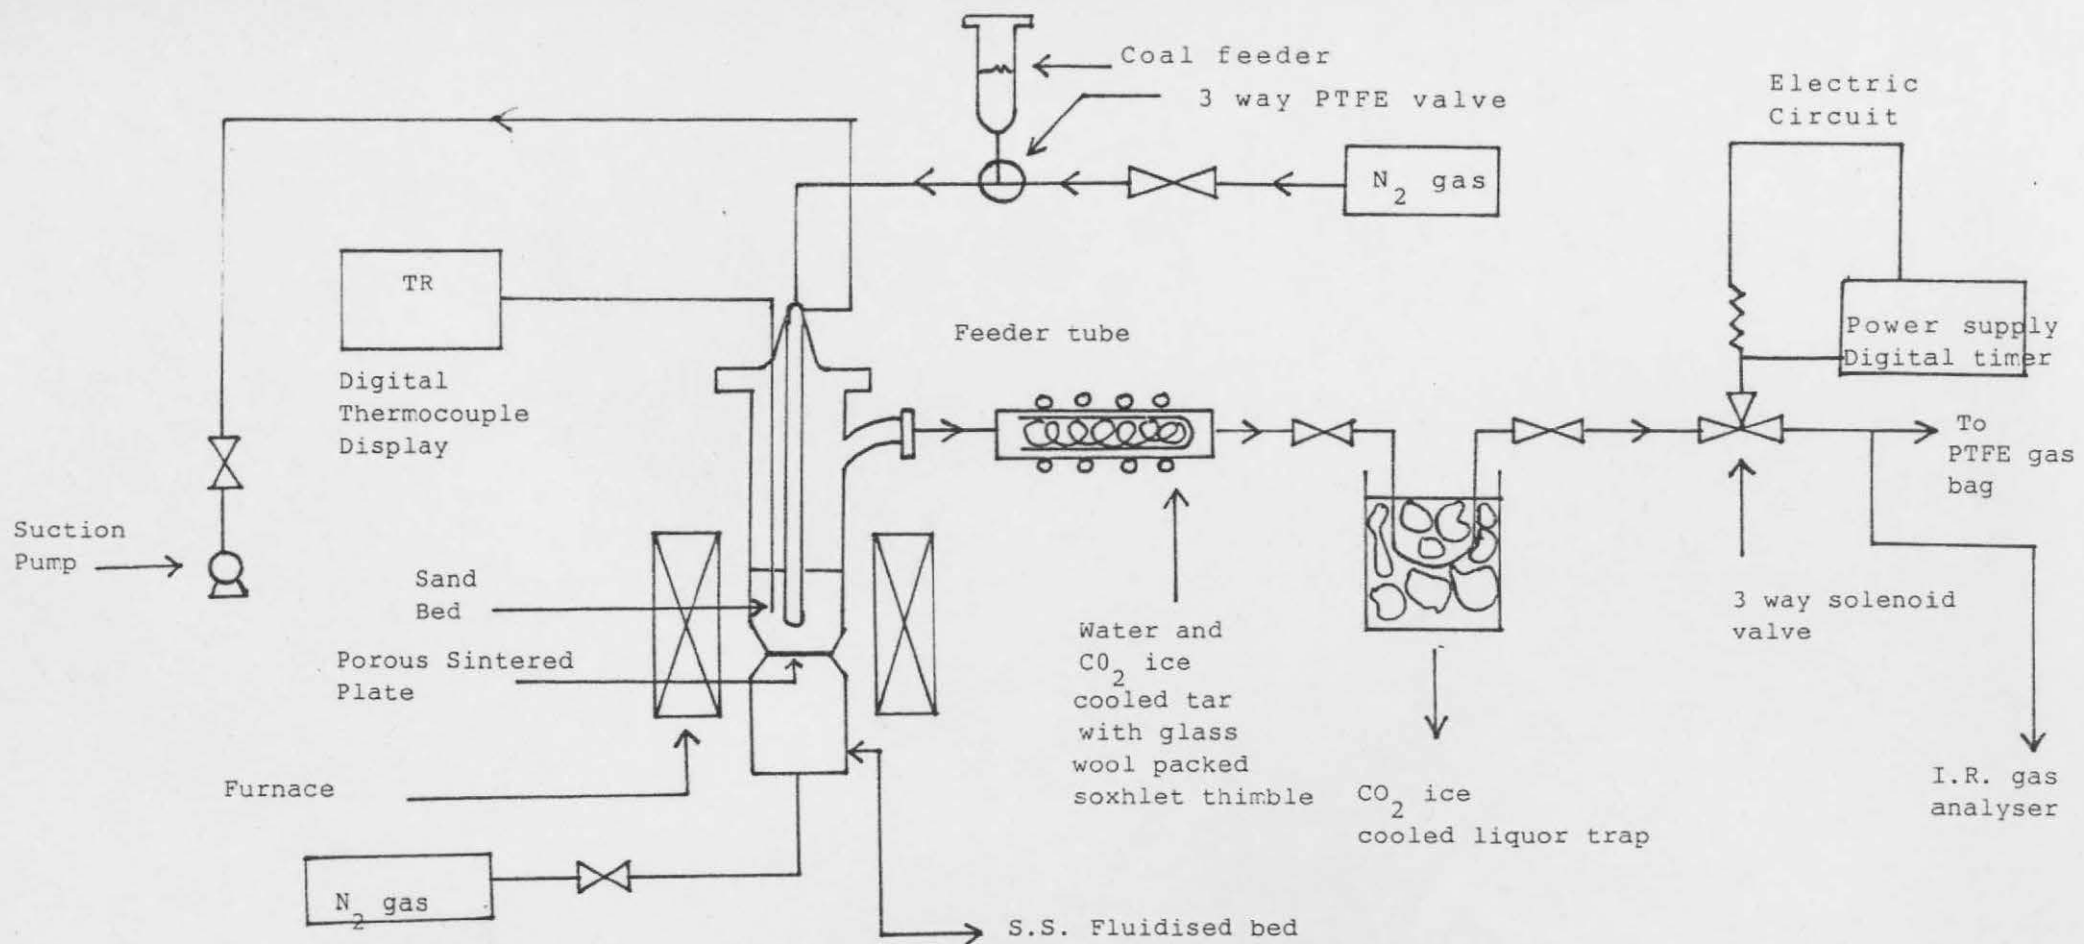 Coal feeder
3 way PTFE valve
Electric
Circuit
N2 gas
TR
Power supply
Digital timer
Feeder tube
Digital
Thermocouple
Display
To
PTFE gas
bag
Suction
Pump
Sand
Bed
3 way solenoid
valve
Water and
CO2 ice
cooled tar
with glass
wool packed
soxhlet thimble
Porous Sintered
Plate
Furnace
CO2 ice
cooled liquor trap
I.R. gas
analyser
N2 gas
S.S. Fluidised bed